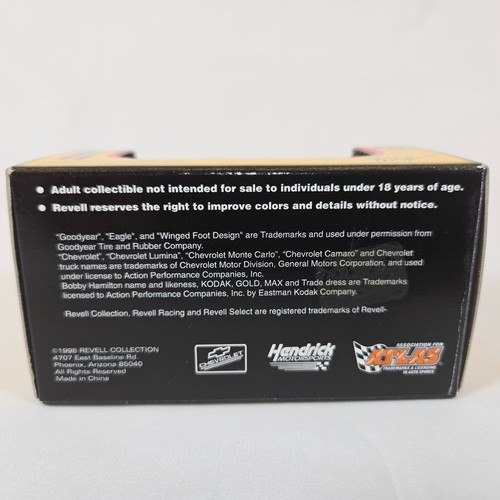 • Adult collectible not intended for sale to individuals under 18 years of age.
• Revell reserves the right to improve colors and details without notice.
"Goodyear", "Eagle", and "Winged Foot Design" are Trademarks and used under permission from
Goodyear Tire and Rubber Company.
"Chevrolet", "Chevrolet Lumina", "Chevrolet Monte Carlo", "Chevrolet Camaro" and Chevrolet
truck names are trademarks of Chevrolet Motor Division, General Motors Corporation, and used
under license to Action Performance Companies, Inc.
Bobby Hamilton name and likeness, KODAK, GOLD, MAX and Trade dress are Trademarks
licensed to Action Performance Companies, Inc. by Eastman Kodak Company.
Revell Collection, Revell Racing and Revell Select are registered trademarks of Revell-
©1998 REVELL COLLECTION
4707 East Baseline Rd.
Phoenix, Arizona 85040
All Rights Reserved
Made in China
CHEVROLET
Hendrick
MOTORSPORTS
ASSOCIATION FOR
ATLAS
TRADEMARKS & LICENSING
IN AUTO SPORTS